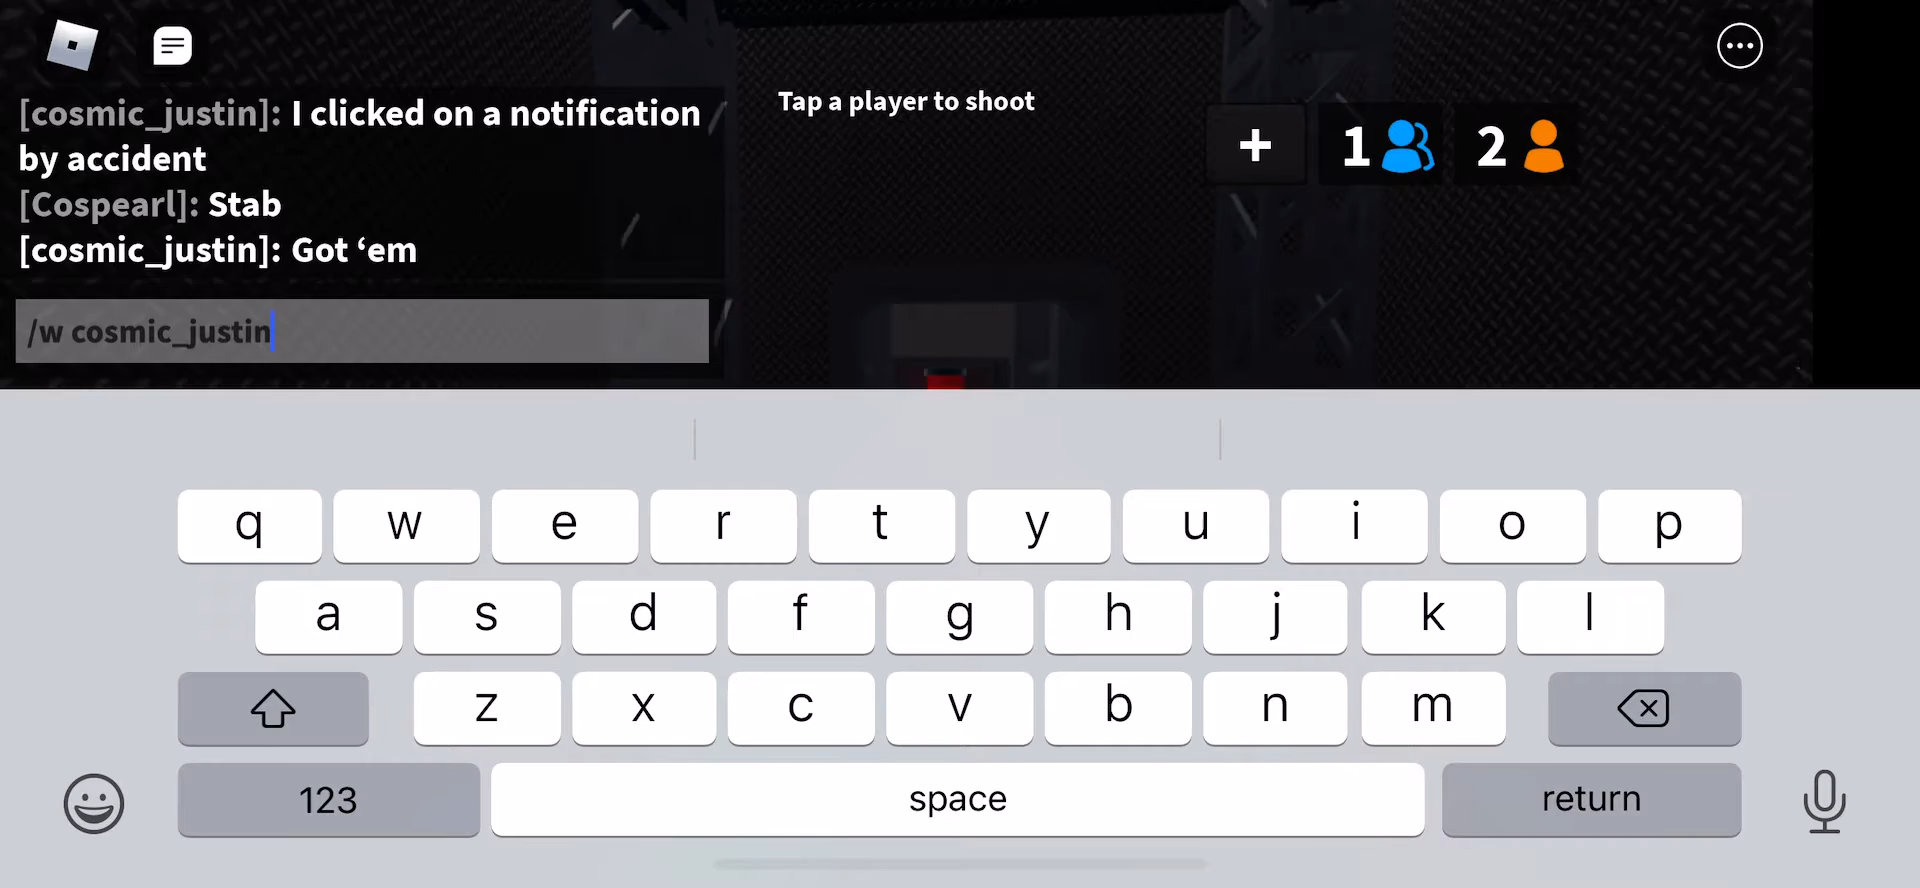 [cosmic_justin]: I clicked on a notification
by accident
[Cospearl]: Stab
[cosmic_justin]: Got ‘em
/w cosmic_justin
Tap a player to shoot
+ 1 2
q w e r t y u i o p
a s d f g h j k l
z x c v b n m
123 space return